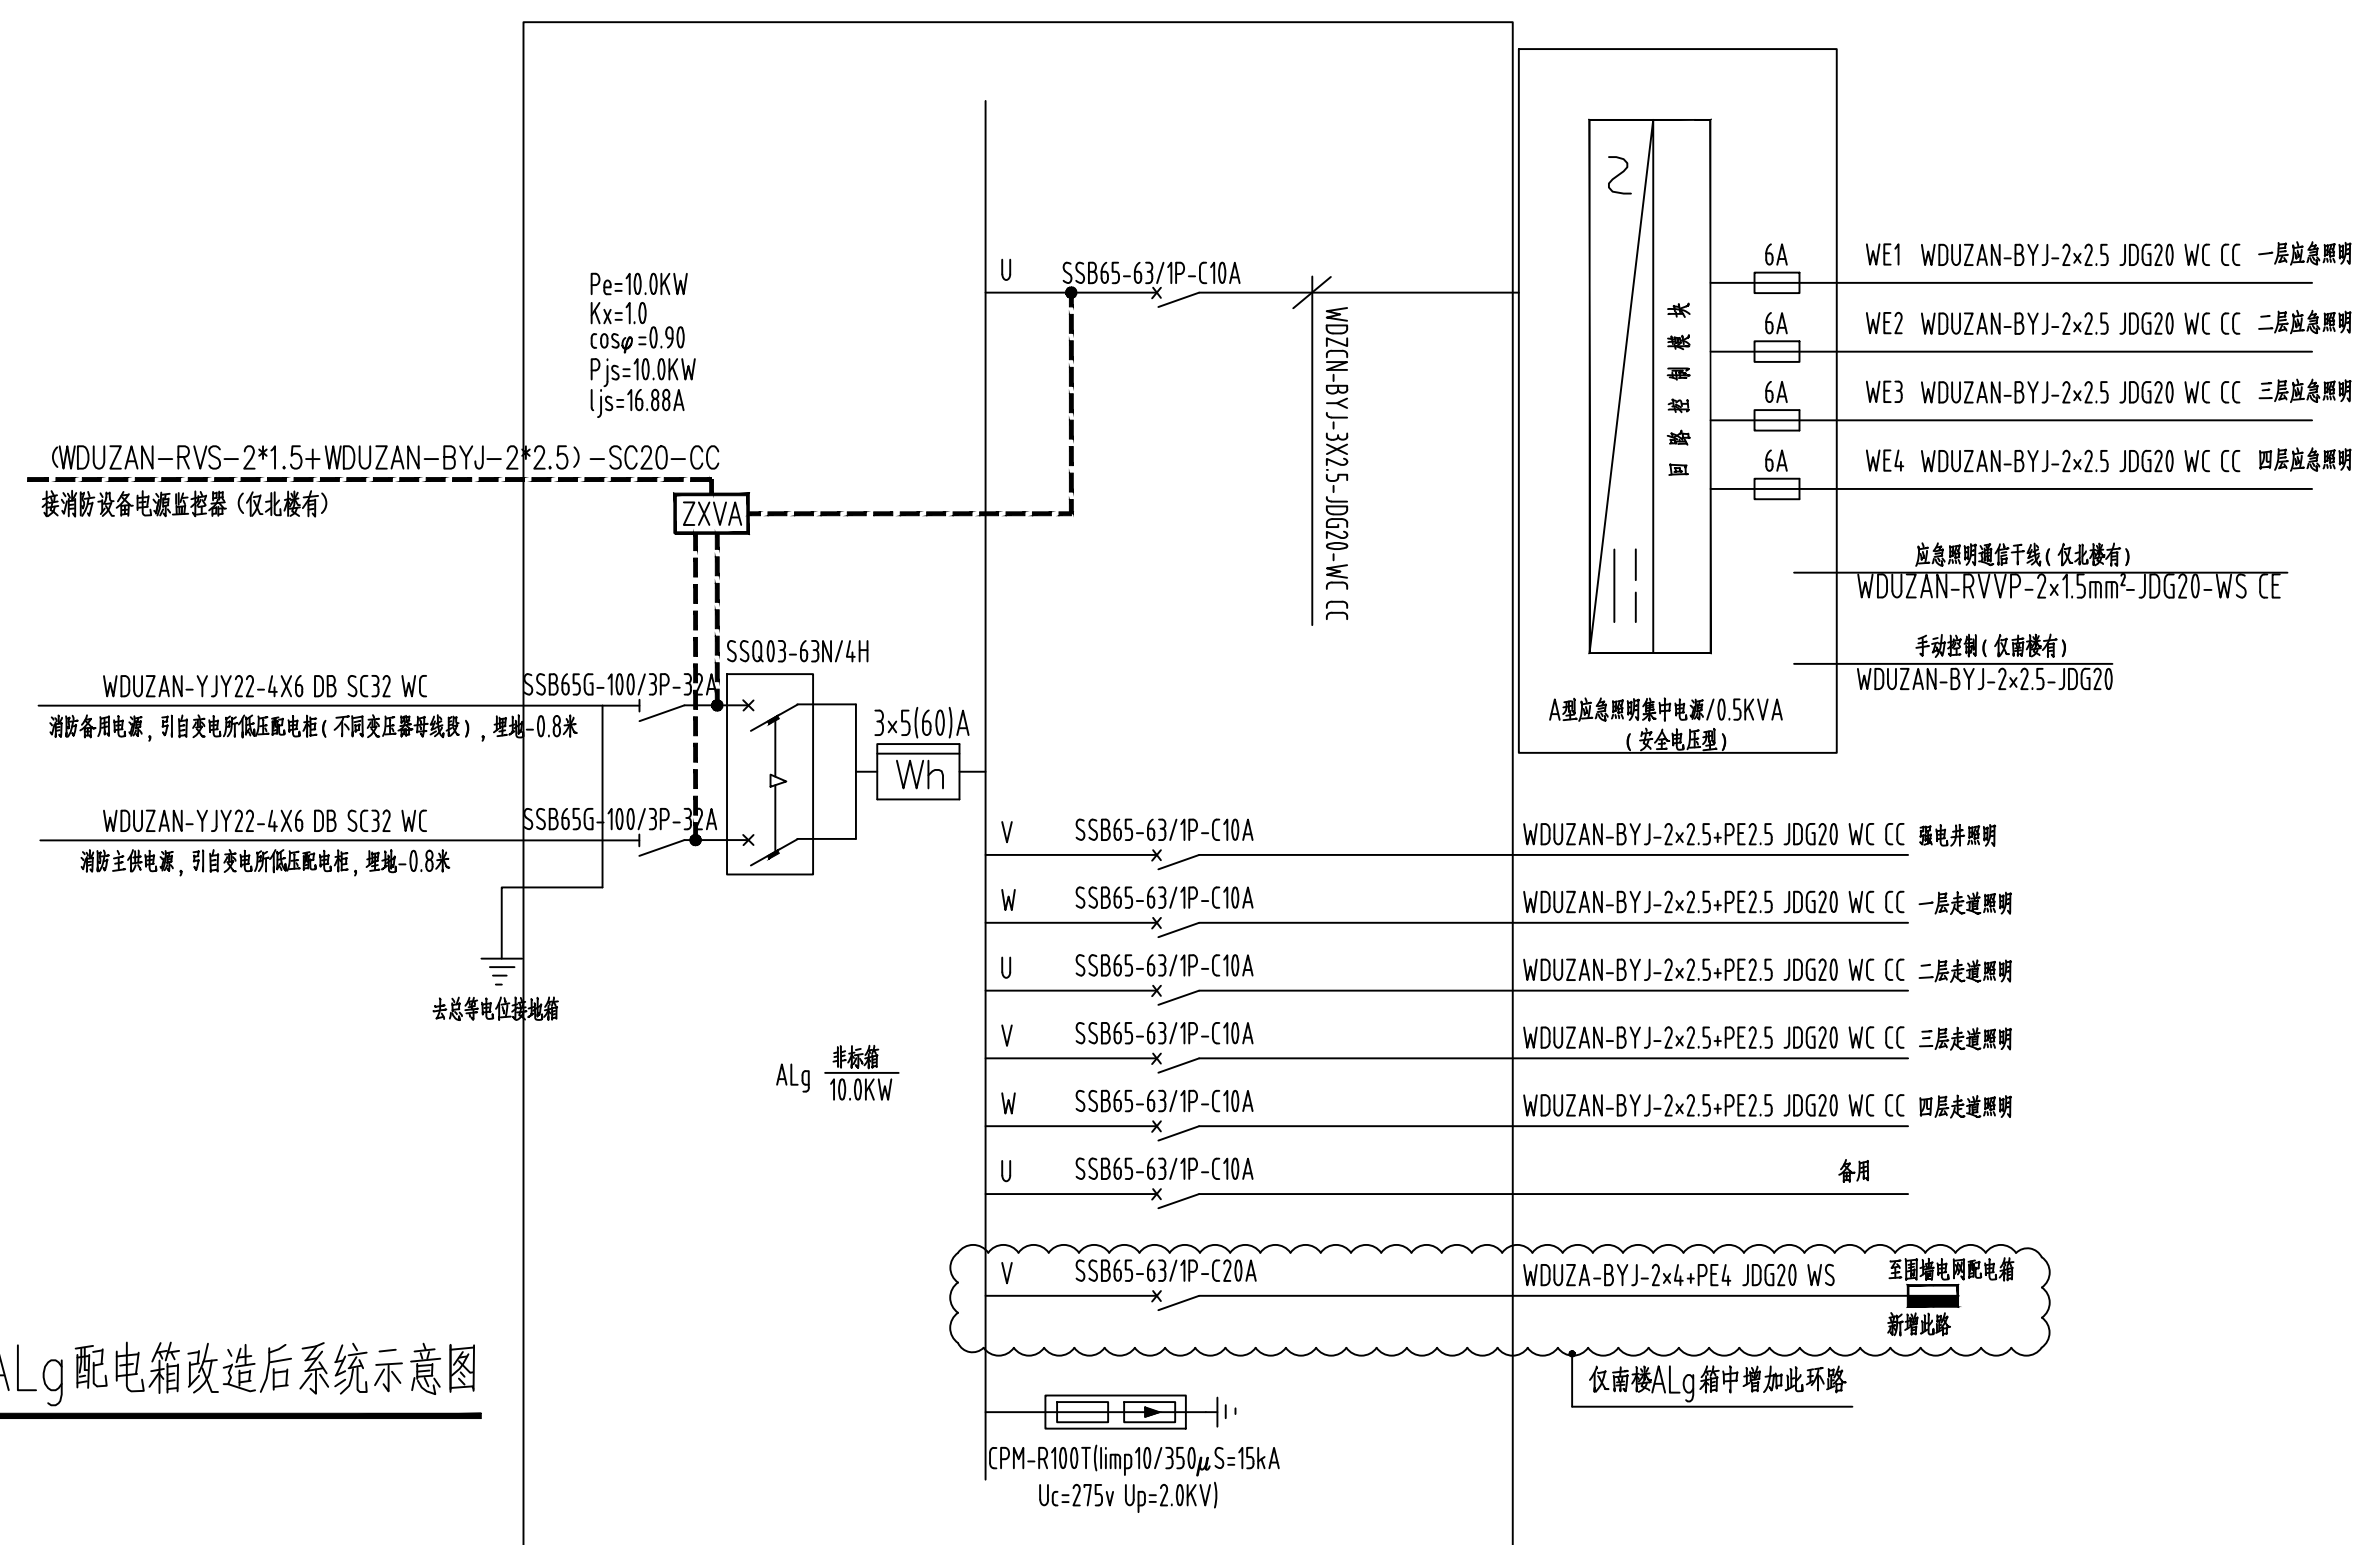 Pe=10.0KW
Kx=1.0
cosφ=0.90
Pjs=10.0KW
Ijs=16.88A
(WDUZAN-RVS-2*1.5+WDUZAN-BYJ-2*2.5)-SC20-CC
接消防设备电源监控器(仅北楼有)
ZXVA
SSQ03-63N/4H
WDUZAN-YJY22-4X6 DB SC32 WC
SSB65G-100/3P-32A
消防备用电源,引自变电所低压配电柜(不同变压器母线段),埋地-0.8米
WDUZAN-YJY22-4X6 DB SC32 WC
SSB65G-100/3P-32A
消防主供电源,引自变电所低压配电柜,埋地-0.8米
3×5(60)A
Wh
去总等电位接地箱
ALg
非标箱
10.0KW
U
SSB65-63/1P-C10A
WDZCN-BYJ-3X2.5-JDG20-WC CC
回路控制模块
6A
WE1 WDUZAN-BYJ-2×2.5 JDG20 WC CC 一层应急照明
6A
WE2 WDUZAN-BYJ-2×2.5 JDG20 WC CC 二层应急照明
6A
WE3 WDUZAN-BYJ-2×2.5 JDG20 WC CC 三层应急照明
6A
WE4 WDUZAN-BYJ-2×2.5 JDG20 WC CC 四层应急照明
应急照明通信干线(仅北楼有)
WDUZAN-RVVP-2×1.5mm²-JDG20-WS CE
手动控制(仅南楼有)
WDUZAN-BYJ-2×2.5-JDG20
A型应急照明集中电源/0.5KVA
(安全电压型)
V SSB65-63/1P-C10A WDUZAN-BYJ-2×2.5+PE2.5 JDG20 WC CC 强电井照明
W SSB65-63/1P-C10A WDUZAN-BYJ-2×2.5+PE2.5 JDG20 WC CC 一层走道照明
U SSB65-63/1P-C10A WDUZAN-BYJ-2×2.5+PE2.5 JDG20 WC CC 二层走道照明
V SSB65-63/1P-C10A WDUZAN-BYJ-2×2.5+PE2.5 JDG20 WC CC 三层走道照明
W SSB65-63/1P-C10A WDUZAN-BYJ-2×2.5+PE2.5 JDG20 WC CC 四层走道照明
U SSB65-63/1P-C10A 备用
V SSB65-63/1P-C20A WDUZA-BYJ-2×4+PE4 JDG20 WS 至围墙电网配电箱
新增此路
仅南楼ALg箱中增加此环路
CPM-R100T(Iimp10/350μS=15kA
Uc=275v Up=2.0KV)
ALg配电箱改造后系统示意图